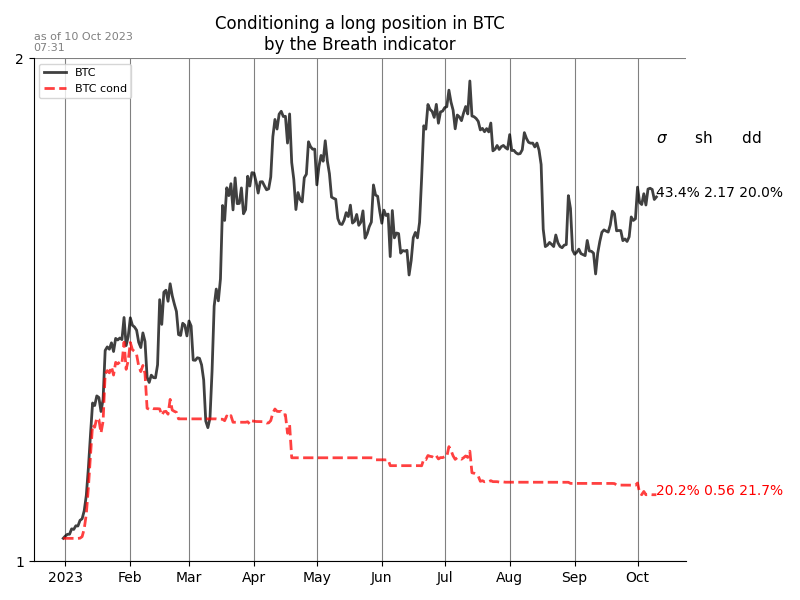 Conditioning a long position in BTC
by the Breath indicator
as of 10 Oct 2023
07:31
2
BTC
BTC cond
σ sh dd
43.4% 2.17 20.0%
20.2% 0.56 21.7%
1
2023 Feb Mar Apr May Jun Jul Aug Sep Oct